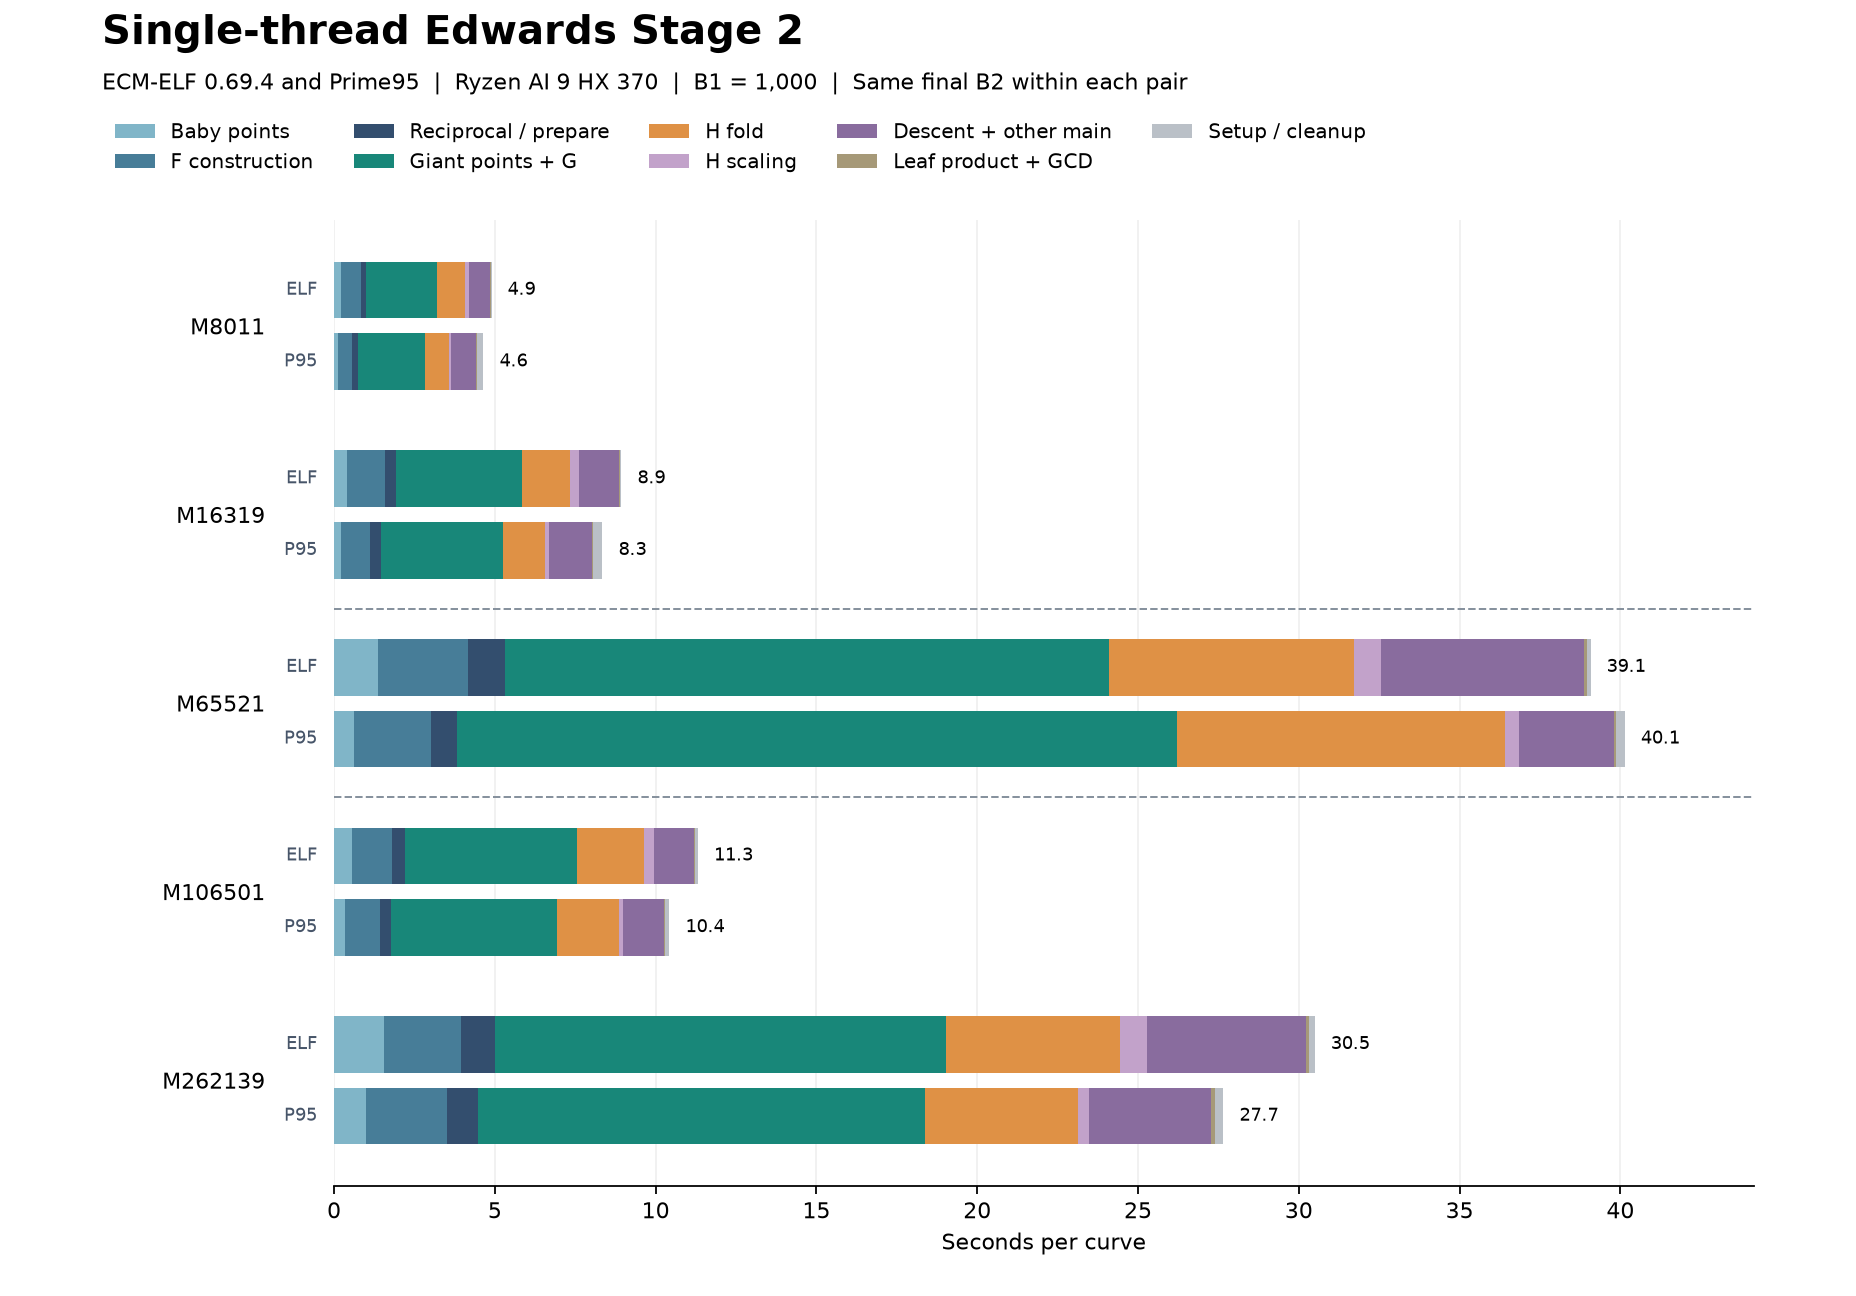 Single-thread Edwards Stage 2
ECM-ELF 0.69.4 and Prime95 | Ryzen AI 9 HX 370 | B1 = 1,000 | Same final B2 within each pair
Baby points Reciprocal / prepare H fold Descent + other main Setup / cleanup
F construction Giant points + G H scaling Leaf product + GCD
ELF 4.9
M8011
P95 4.6
ELF 8.9
M16319
P95 8.3
ELF 39.1
M65521
P95 40.1
ELF 11.3
M106501
P95 10.4
ELF 30.5
M262139
P95 27.7
0 5 10 15 20 25 30 35 40
Seconds per curve